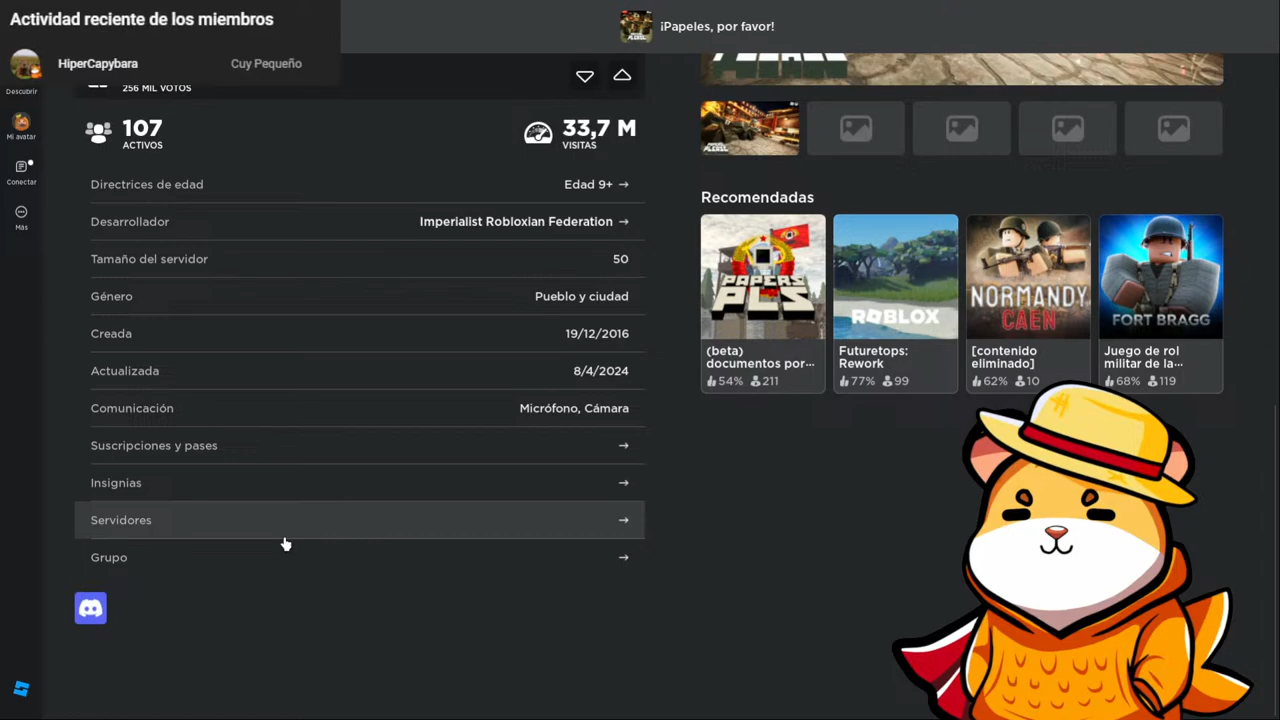 Actividad reciente de los miembros
HiperCapybara
Cuy Pequeño
¡Papeles, por favor!
Descubrir
Mi avatar
Conectar
Más
256 MIL VOTOS
107
ACTIVOS
33,7 M
VISITAS
Directrices de edad
Edad 9+ →
Desarrollador
Imperialist Robloxian Federation →
Tamaño del servidor
50
Género
Pueblo y ciudad
Creada
19/12/2016
Actualizada
8/4/2024
Comunicación
Micrófono, Cámara
Suscripciones y pases →
Insignias →
Servidores →
Grupo →
Recomendadas
PAPERS
PLS
(beta)
documentos por···
54% 211
ROBLOX
Futuretops:
Rework
77% 99
NORMANDY
CAEN
[contenido
eliminado]
62% 10
FORT BRAGG
Juego de rol
militar de la···
68% 119